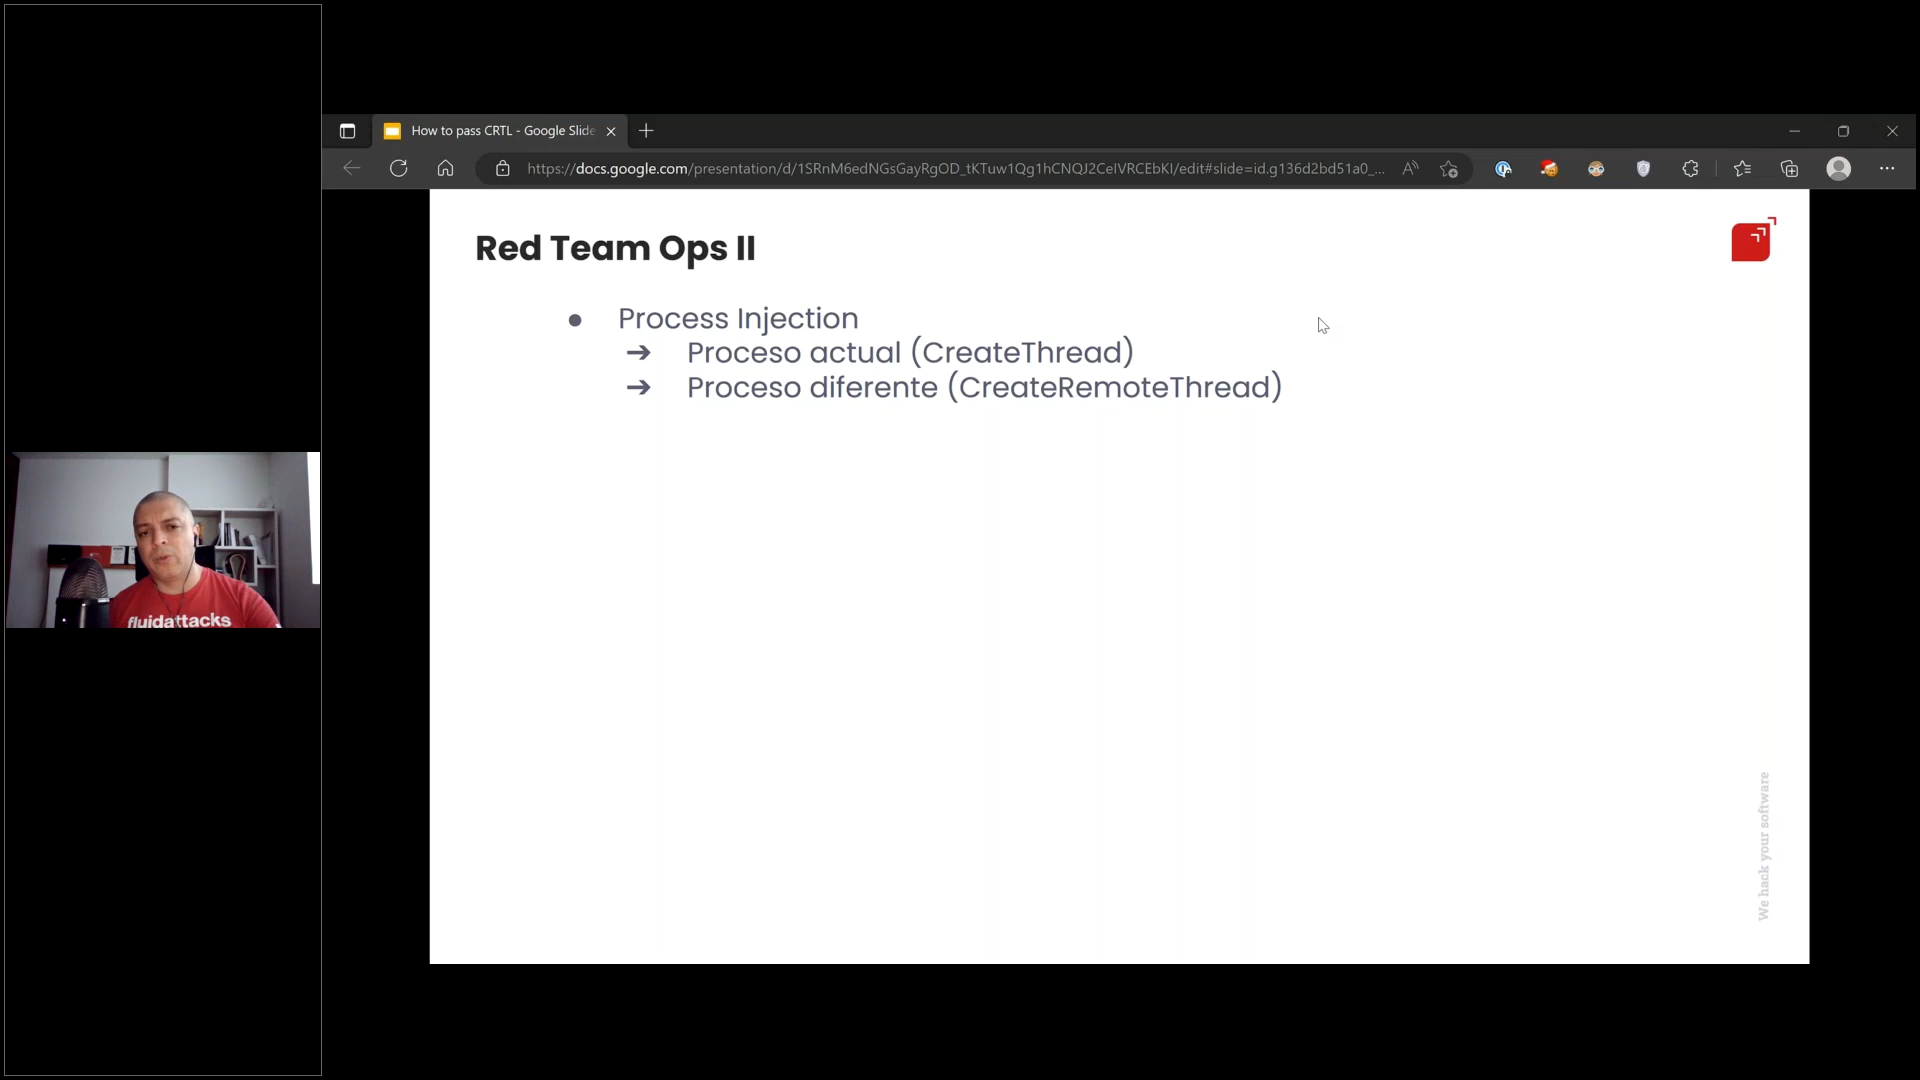 How to pass CRTL - Google Slide
https://docs.google.com/presentation/d/1SRnM6edNGsGayRgOD_tKTuw1Qg1hCNQJ2CeIVRCEbKI/edit#slide=id.g136d2bd51a0_...
Red Team Ops II
● Process Injection
➔ Proceso actual (CreateThread)
➔ Proceso diferente (CreateRemoteThread)
fluidattacks
We hack your software